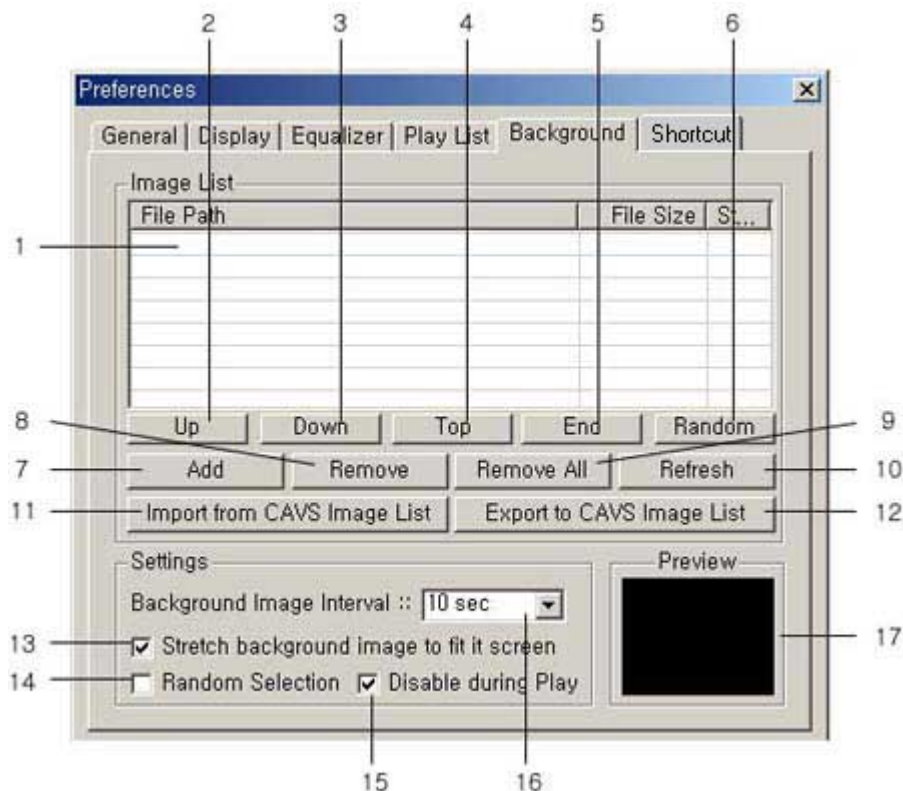 2 3 4 5 6
Preferences
General Display Equalizer Play List Background Shortcut
Image List
File Path File Size St...
1
Up Down Top End Random
8 9
7 Add Remove Remove All Refresh 10
11 Import from CAVS Image List Export to CAVS Image List 12
Settings Preview
Background Image Interval :: 10 sec
13 Stretch background image to fit it screen 17
14 Random Selection Disable during Play
15 16